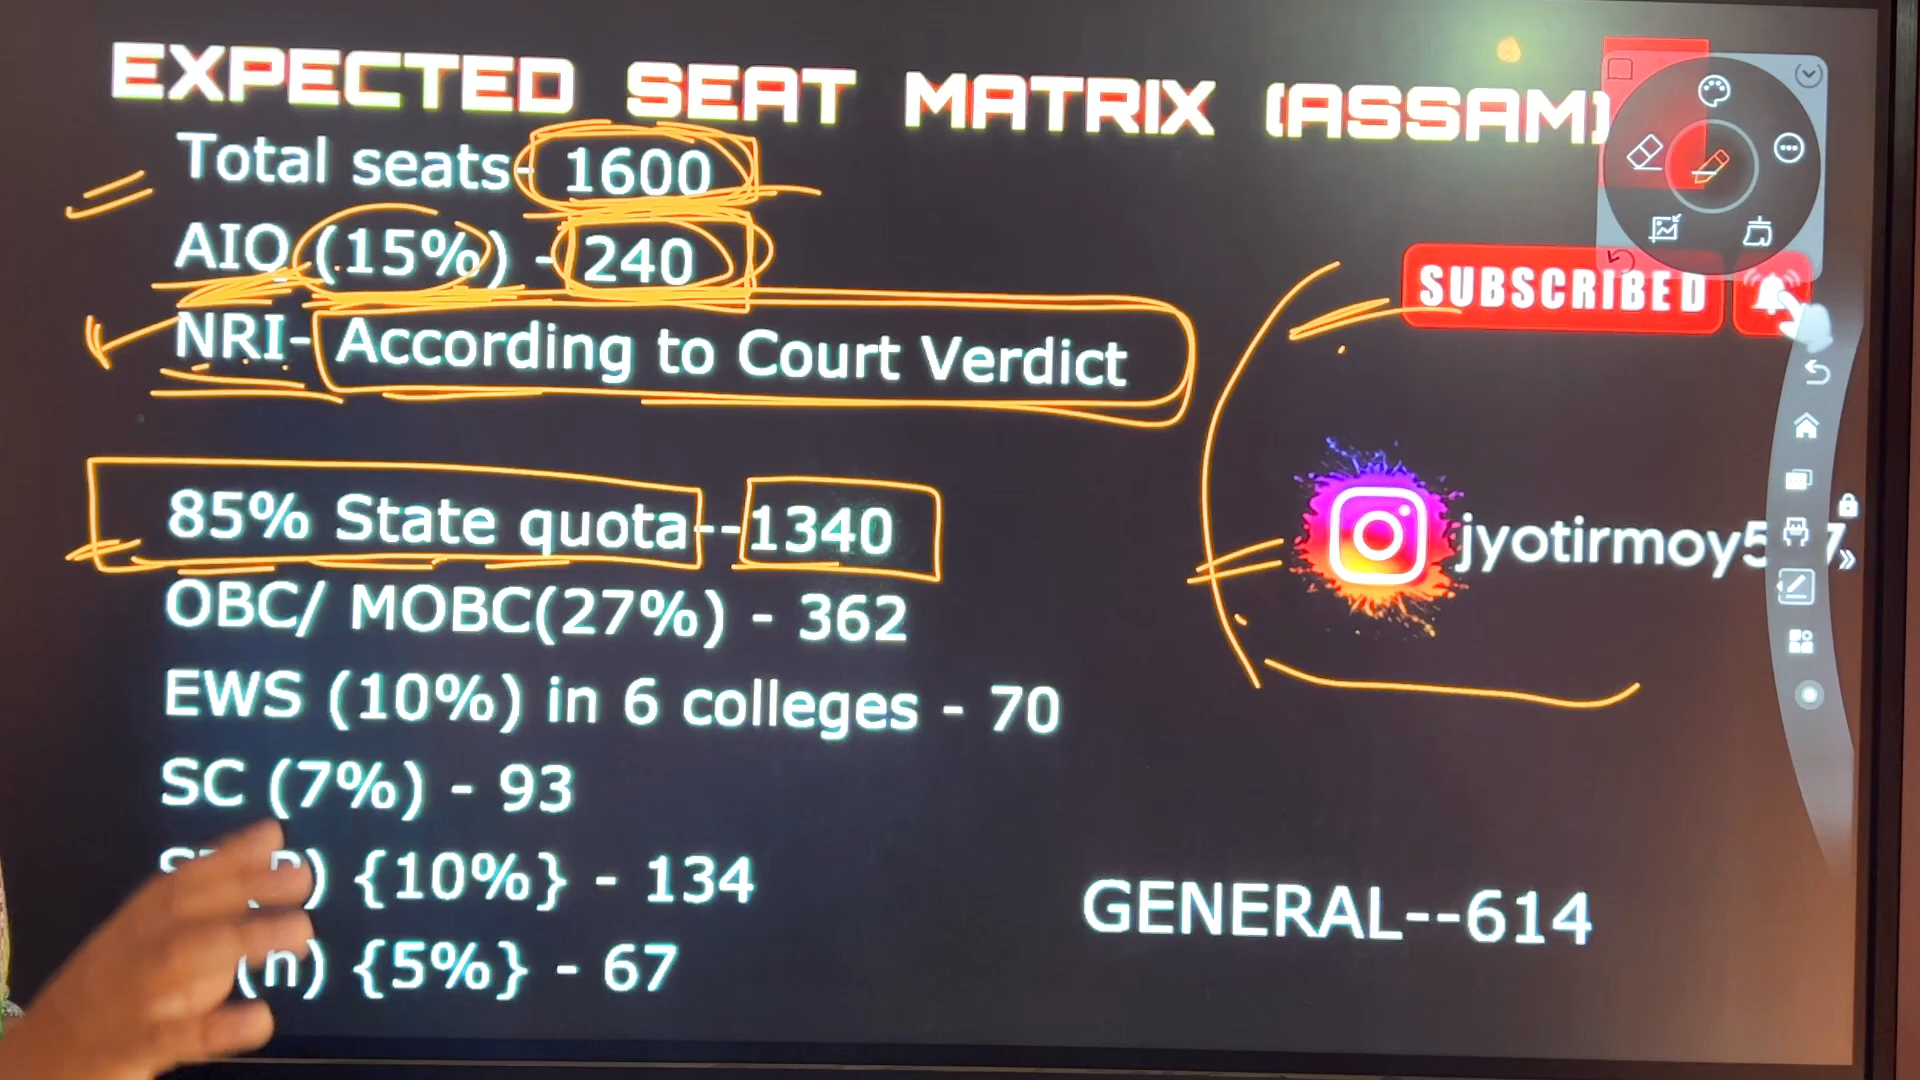 EXPECTED SEAT MATRIX (ASSAM)
Total seats- 1600
AIQ (15%) - 240
NRI- According to Court Verdict
SUBSCRIBED
85% State quota--1340
jyotirmoy5
7
OBC/ MOBC(27%) - 362
EWS (10%) in 6 colleges - 70
SC (7%) - 93
{10%} - 134
GENERAL--614
(n) {5%} - 67